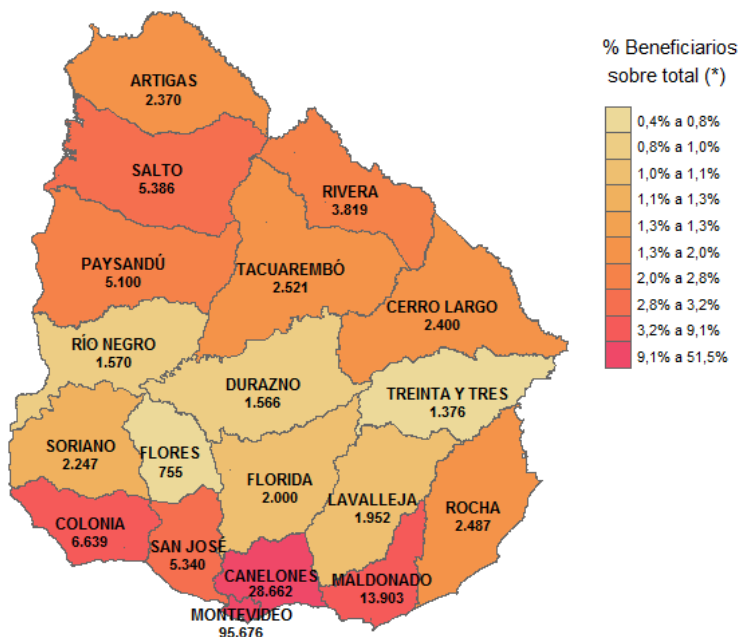 % Beneficiarios
sobre total (*)
0,4% a 0,8%
0,8% a 1,0%
1,0% a 1,1%
1,1% a 1,3%
1,3% a 1,3%
1,3% a 2,0%
2,0% a 2,8%
2,8% a 3,2%
3,2% a 9,1%
9,1% a 51,5%
ARTIGAS
2.370
SALTO
5.386
RIVERA
3.819
PAYSANDÚ
5.100
TACUAREMBÓ
2.521
CERRO LARGO
2.400
RÍO NEGRO
1.570
DURAZNO
1.566
TREINTA Y TRES
1.376
SORIANO
2.247
FLORES
755
FLORIDA
2.000
LAVALLEJA
1.952
ROCHA
2.487
COLONIA
6.639
SAN JOSÉ
5.340
CANELONES
28.662
MALDONADO
13.903
MONTEVIDEO
95.676